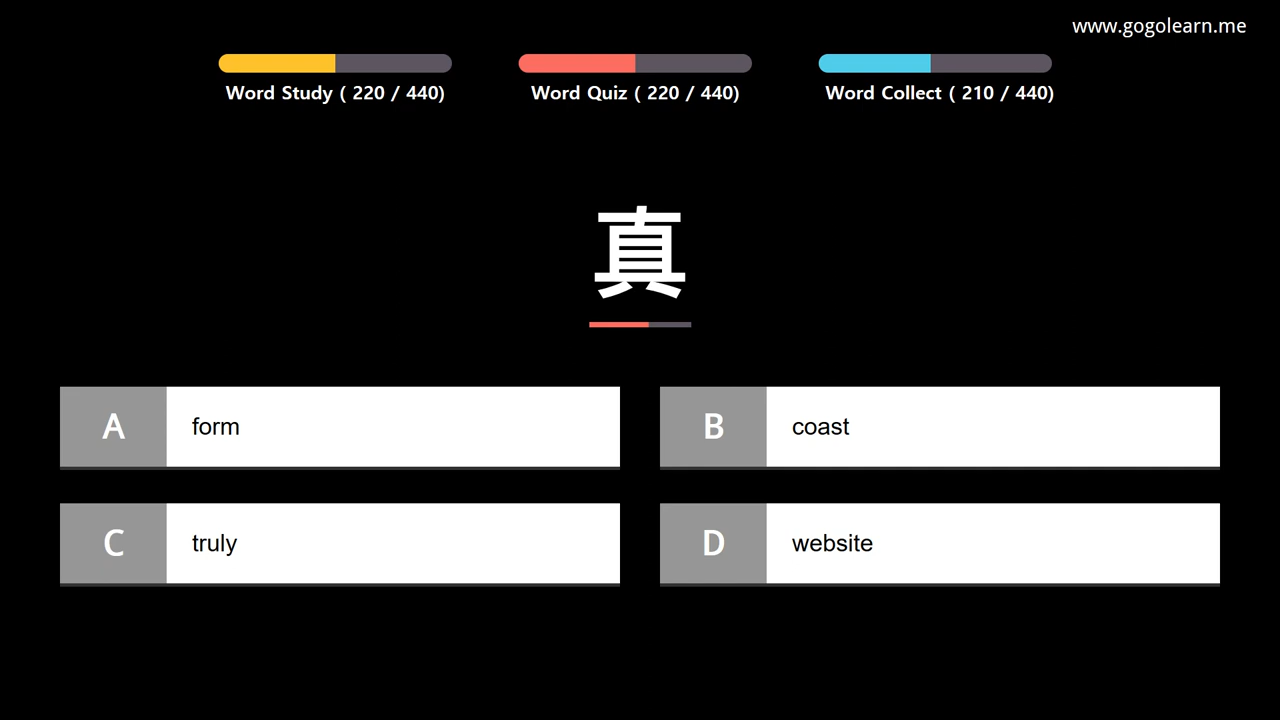 www.gogolearn.me
Word Study ( 220 / 440)
Word Quiz ( 220 / 440)
Word Collect ( 210 / 440)
真
A form
B coast
C truly
D website